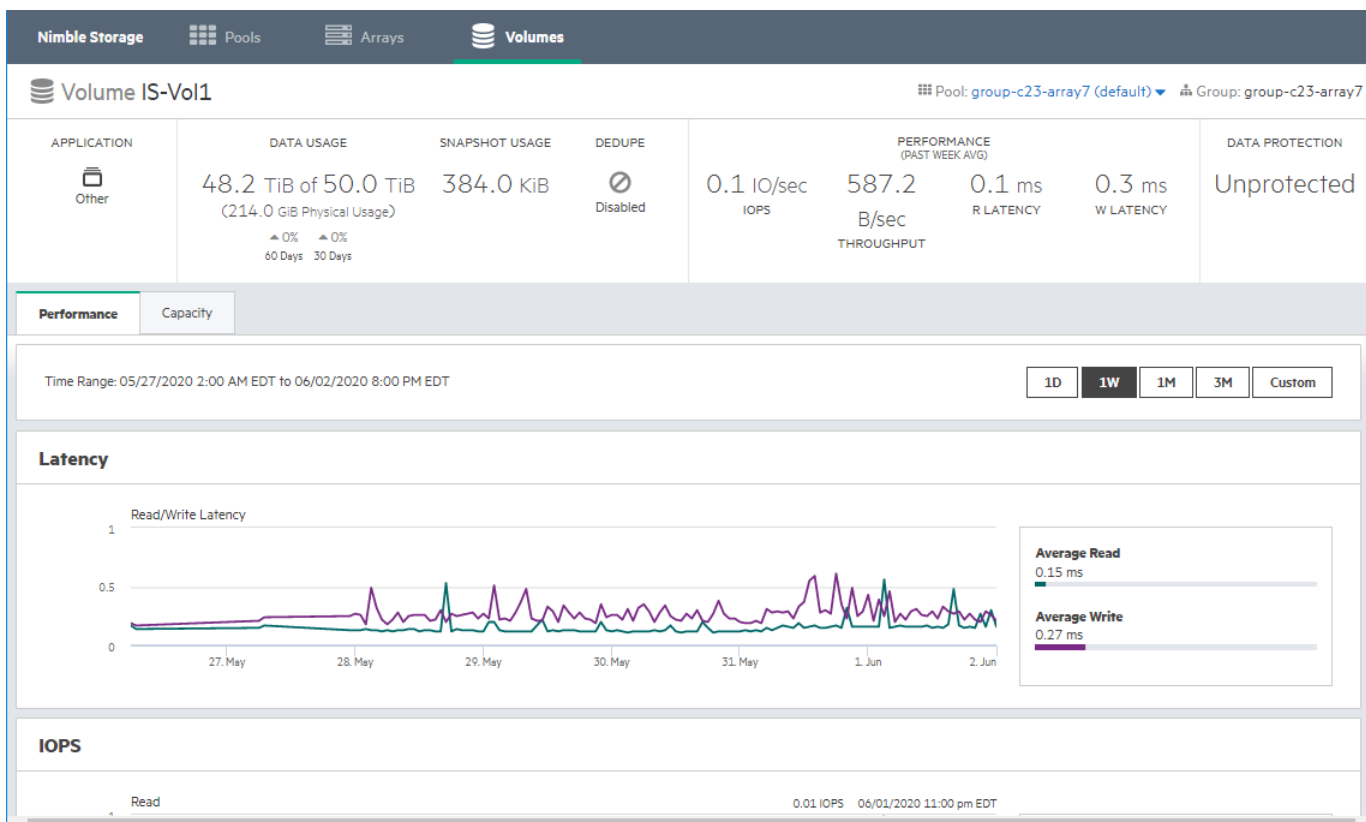 Nimble Storage Pools Arrays Volumes
Volume IS-Vol1
Pool: group-c23-array7 (default) Group: group-c23-array7
APPLICATION
Other
DATA USAGE
48.2 TiB of 50.0 TiB
(214.0 GiB Physical Usage)
0% 0%
60 Days 30 Days
SNAPSHOT USAGE
384.0 KiB
DEDUPE
Disabled
PERFORMANCE
(PAST WEEK AVG)
0.1 IO/sec
IOPS
587.2
B/sec
THROUGHPUT
0.1 ms
R LATENCY
0.3 ms
W LATENCY
DATA PROTECTION
Unprotected
Performance Capacity
Time Range: 05/27/2020 2:00 AM EDT to 06/02/2020 8:00 PM EDT
1D 1W 1M 3M Custom
Latency
Read/Write Latency
1
0.5
0
27. May 28. May 29. May 30. May 31. May 1. Jun 2. Jun
Average Read
0.15 ms
Average Write
0.27 ms
IOPS
Read
0.01 IOPS 06/01/2020 11:00 pm EDT
1